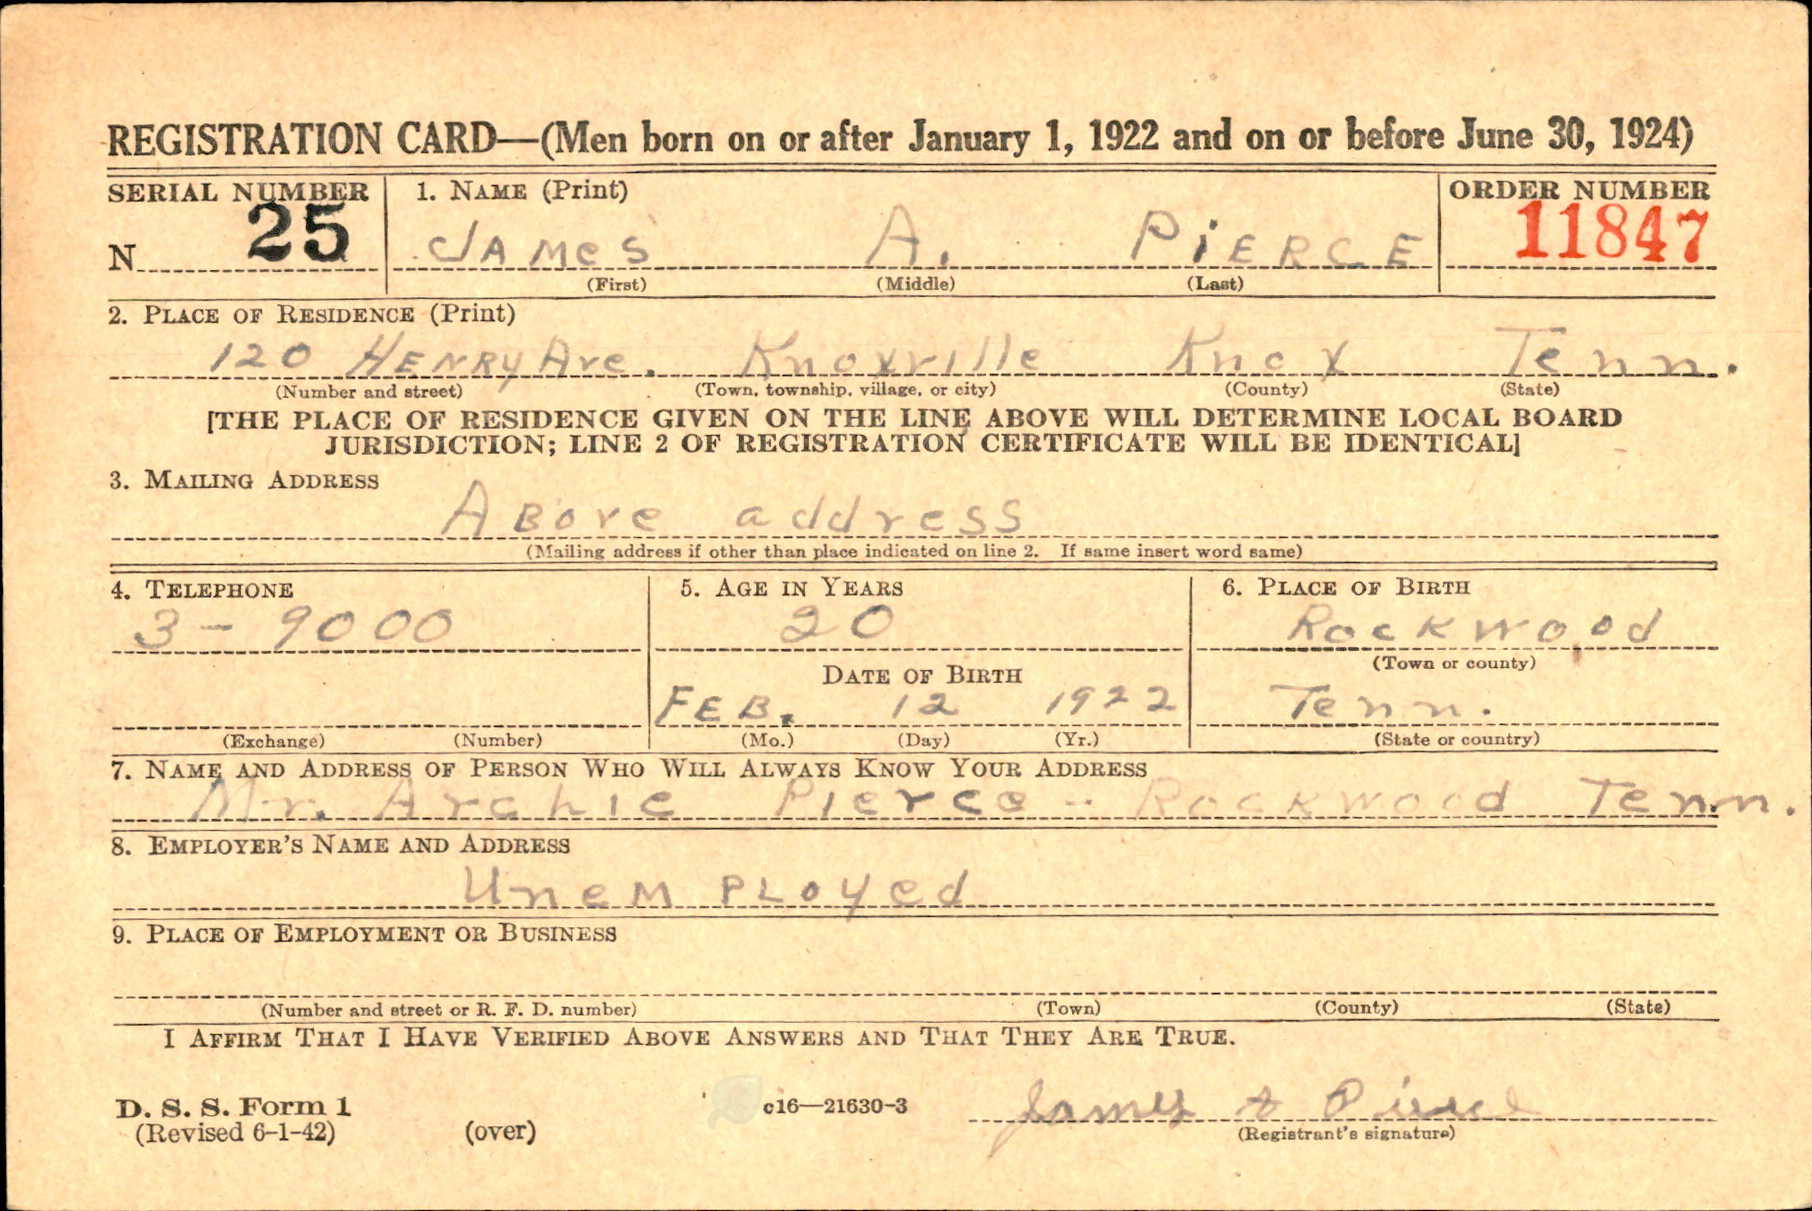 REGISTRATION CARD—(Men born on or after January 1, 1922 and on or before June 30, 1924)
SERIAL NUMBER 1. NAME (Print) ORDER NUMBER
N 25 JAMeS A. PiERCE 11847
(First) (Middle) (Last)
2. PLACE OF RESIDENCE (Print)
120 HENRY Ave. Knoxville Knox Tenn.
(Number and street) (Town, township, village, or city) (County) (State)
[THE PLACE OF RESIDENCE GIVEN ON THE LINE ABOVE WILL DETERMINE LOCAL BOARD
JURISDICTION; LINE 2 OF REGISTRATION CERTIFICATE WILL BE IDENTICAL]
3. MAILING ADDRESS
ABove address
(Mailing address if other than place indicated on line 2. If same insert word same)
4. TELEPHONE 5. AGE IN YEARS 6. PLACE OF BIRTH
3-9000 20 Rockwood
DATE OF BIRTH (Town or county)
FEB. 12 1922 Tenn.
(Exchange) (Number) (Mo.) (Day) (Yr.) (State or country)
7. NAME AND ADDRESS OF PERSON WHO WILL ALWAYS KNOW YOUR ADDRESS
Mr. Archie Pierce - Rockwood Tenn.
8. EMPLOYER'S NAME AND ADDRESS
UneMPLoyed
9. PLACE OF EMPLOYMENT OR BUSINESS
(Number and street or R. F. D. number) (Town) (County) (State)
I AFFIRM THAT I HAVE VERIFIED ABOVE ANSWERS AND THAT THEY ARE TRUE.
D. S. S. Form 1 c16—21630-3 James A Pierce
(Revised 6-1-42) (over) (Registrant's signature)